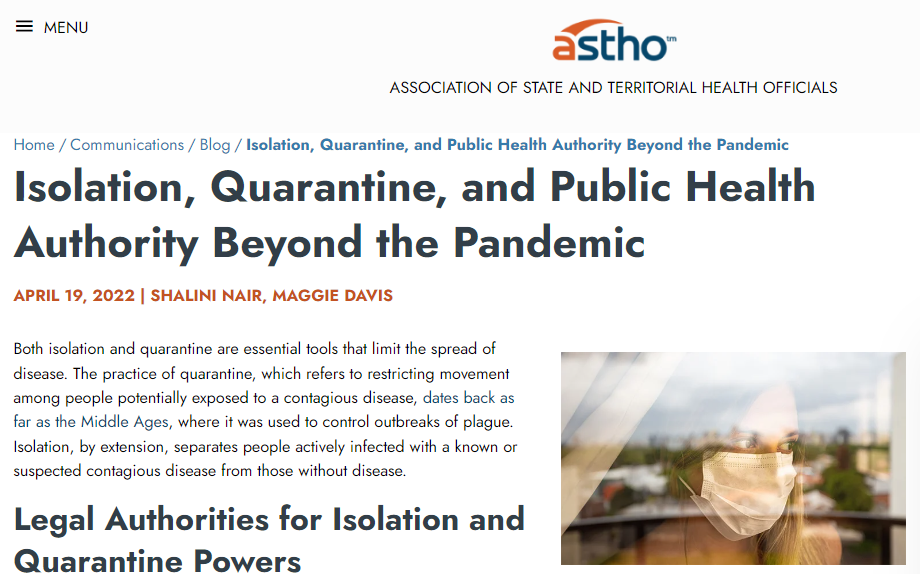 MENU
astho™
ASSOCIATION OF STATE AND TERRITORIAL HEALTH OFFICIALS
Home / Communications / Blog / Isolation, Quarantine, and Public Health Authority Beyond the Pandemic
Isolation, Quarantine, and Public Health
Authority Beyond the Pandemic
APRIL 19, 2022 | SHALINI NAIR, MAGGIE DAVIS
Both isolation and quarantine are essential tools that limit the spread of
disease. The practice of quarantine, which refers to restricting movement
among people potentially exposed to a contagious disease, dates back as
far as the Middle Ages, where it was used to control outbreaks of plague.
Isolation, by extension, separates people actively infected with a known or
suspected contagious disease from those without disease.
Legal Authorities for Isolation and
Quarantine Powers